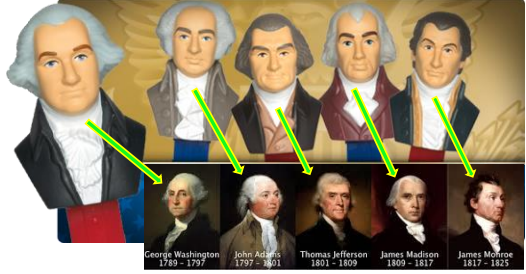 George Washington
1789 - 1797
John Adams
1797 - 1801
Thomas Jefferson
1801 - 1809
James Madison
1809 - 1817
James Monroe
1817 - 1825